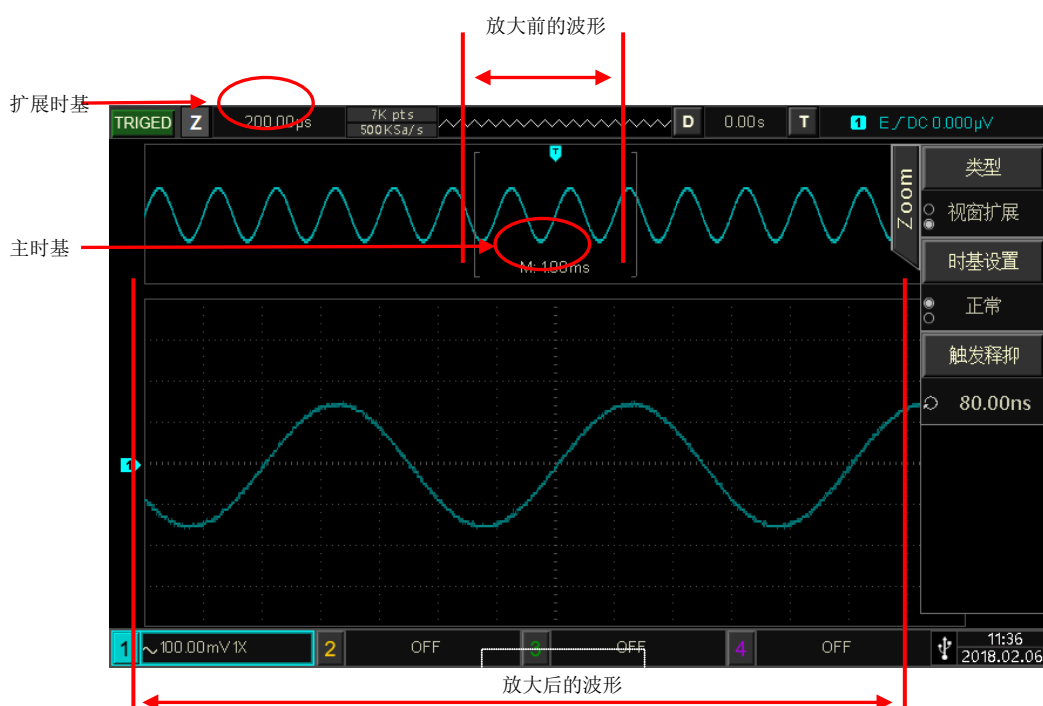 放大前的波形
扩展时基
TRIGED Z 200.00μs 7K pts 500KSa/s D 0.00s T 1 E DC 0.000μV
T
Zoom
类型
视窗扩展
主时基
M: 1.00ms
时基设置
正常
触发释抑
80.00ns
1
1 100.00mV 1X 2 OFF 3 OFF 4 OFF 11:36
2018.02.06
放大后的波形